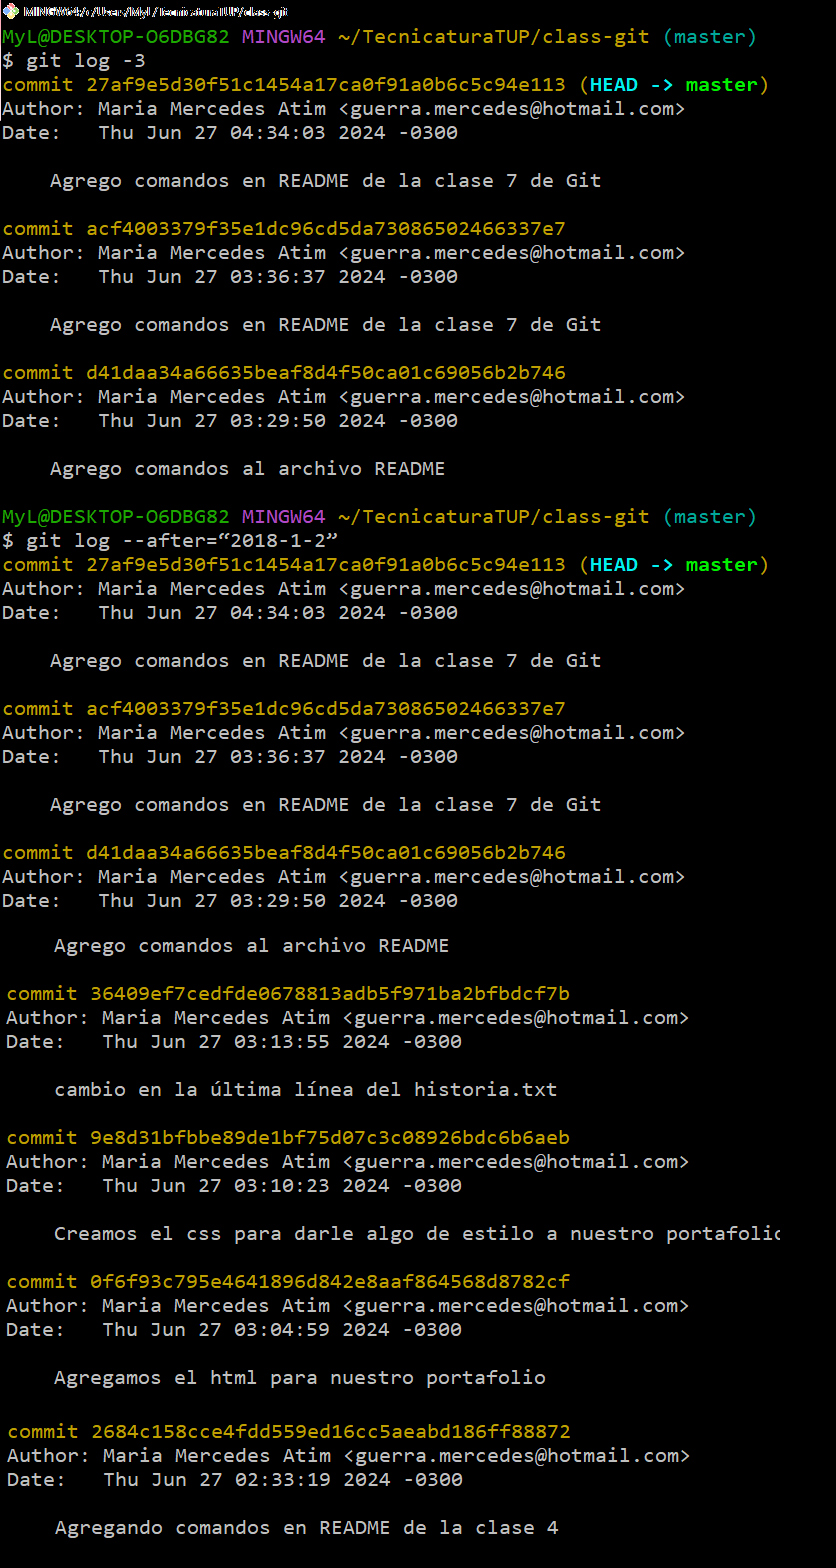 MINGW64:/c/Users/MyL/TecnicaturaTUP/class-git
MyL@DESKTOP-O6DBG82 MINGW64 ~/TecnicaturaTUP/class-git (master)
$ git log -3
commit 27af9e5d30f51c1454a17ca0f91a0b6c5c94e113 (HEAD -> master)
Author: Maria Mercedes Atim <guerra.mercedes@hotmail.com>
Date:   Thu Jun 27 04:34:03 2024 -0300
Agrego comandos en README de la clase 7 de Git
commit acf4003379f35e1dc96cd5da73086502466337e7
Author: Maria Mercedes Atim <guerra.mercedes@hotmail.com>
Date:   Thu Jun 27 03:36:37 2024 -0300
Agrego comandos en README de la clase 7 de Git
commit d41daa34a66635beaf8d4f50ca01c69056b2b746
Author: Maria Mercedes Atim <guerra.mercedes@hotmail.com>
Date:   Thu Jun 27 03:29:50 2024 -0300
Agrego comandos al archivo README
MyL@DESKTOP-O6DBG82 MINGW64 ~/TecnicaturaTUP/class-git (master)
$ git log --after=“2018-1-2”
commit 27af9e5d30f51c1454a17ca0f91a0b6c5c94e113 (HEAD -> master)
Author: Maria Mercedes Atim <guerra.mercedes@hotmail.com>
Date:   Thu Jun 27 04:34:03 2024 -0300
Agrego comandos en README de la clase 7 de Git
commit acf4003379f35e1dc96cd5da73086502466337e7
Author: Maria Mercedes Atim <guerra.mercedes@hotmail.com>
Date:   Thu Jun 27 03:36:37 2024 -0300
Agrego comandos en README de la clase 7 de Git
commit d41daa34a66635beaf8d4f50ca01c69056b2b746
Author: Maria Mercedes Atim <guerra.mercedes@hotmail.com>
Date:   Thu Jun 27 03:29:50 2024 -0300
Agrego comandos al archivo README
commit 36409ef7cedfde0678813adb5f971ba2bfbdcf7b
Author: Maria Mercedes Atim <guerra.mercedes@hotmail.com>
Date:   Thu Jun 27 03:13:55 2024 -0300
cambio en la última línea del historia.txt
commit 9e8d31bfbbe89de1bf75d07c3c08926bdc6b6aeb
Author: Maria Mercedes Atim <guerra.mercedes@hotmail.com>
Date:   Thu Jun 27 03:10:23 2024 -0300
Creamos el css para darle algo de estilo a nuestro portafolio
commit 0f6f93c795e4641896d842e8aaf864568d8782cf
Author: Maria Mercedes Atim <guerra.mercedes@hotmail.com>
Date:   Thu Jun 27 03:04:59 2024 -0300
Agregamos el html para nuestro portafolio
commit 2684c158cce4fdd559ed16cc5aeabd186ff88872
Author: Maria Mercedes Atim <guerra.mercedes@hotmail.com>
Date:   Thu Jun 27 02:33:19 2024 -0300
Agregando comandos en README de la clase 4